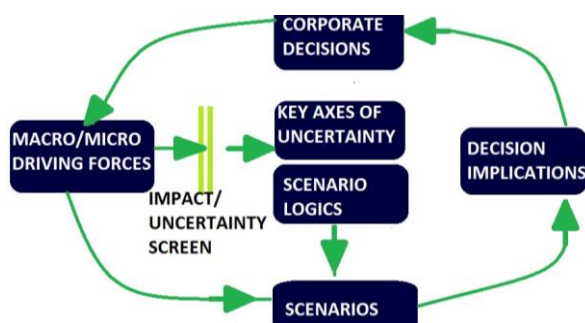 CORPORATE
DECISIONS
MACRO/MICRO
DRIVING FORCES
KEY AXES OF
UNCERTAINTY
DECISION
IMPLICATIONS
SCENARIO
LOGICS
IMPACT/
UNCERTAINTY
SCREEN
SCENARIOS